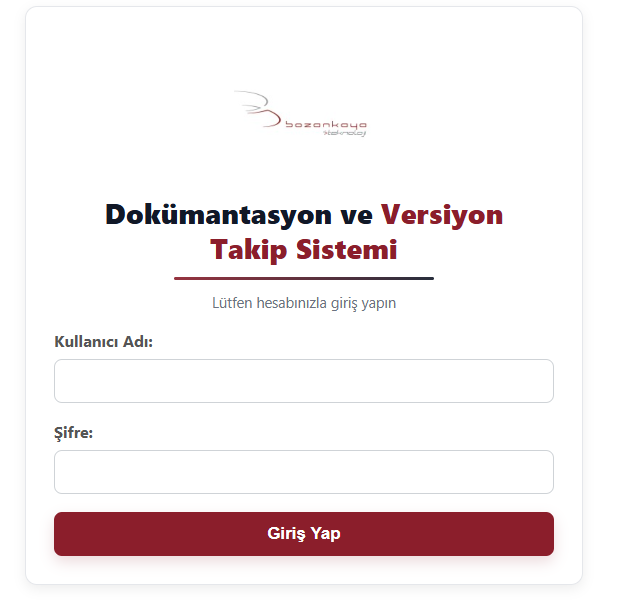 bozankaya
teknoloji
Dokümantasyon ve Versiyon
Takip Sistemi
Lütfen hesabınızla giriş yapın
Kullanıcı Adı:
Şifre:
Giriş Yap